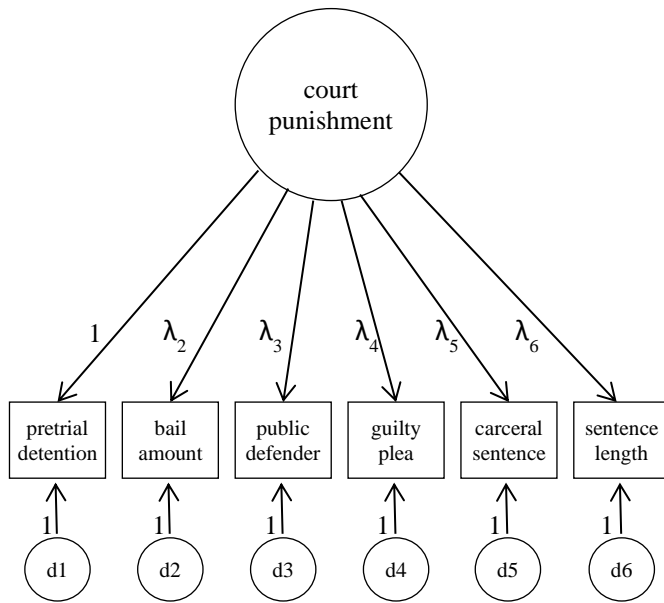 court
punishment
1 λ2 λ3 λ4 λ5 λ6
pretrial
detention
bail
amount
public
defender
guilty
plea
carceral
sentence
sentence
length
1 1 1 1 1 1
d1 d2 d3 d4 d5 d6